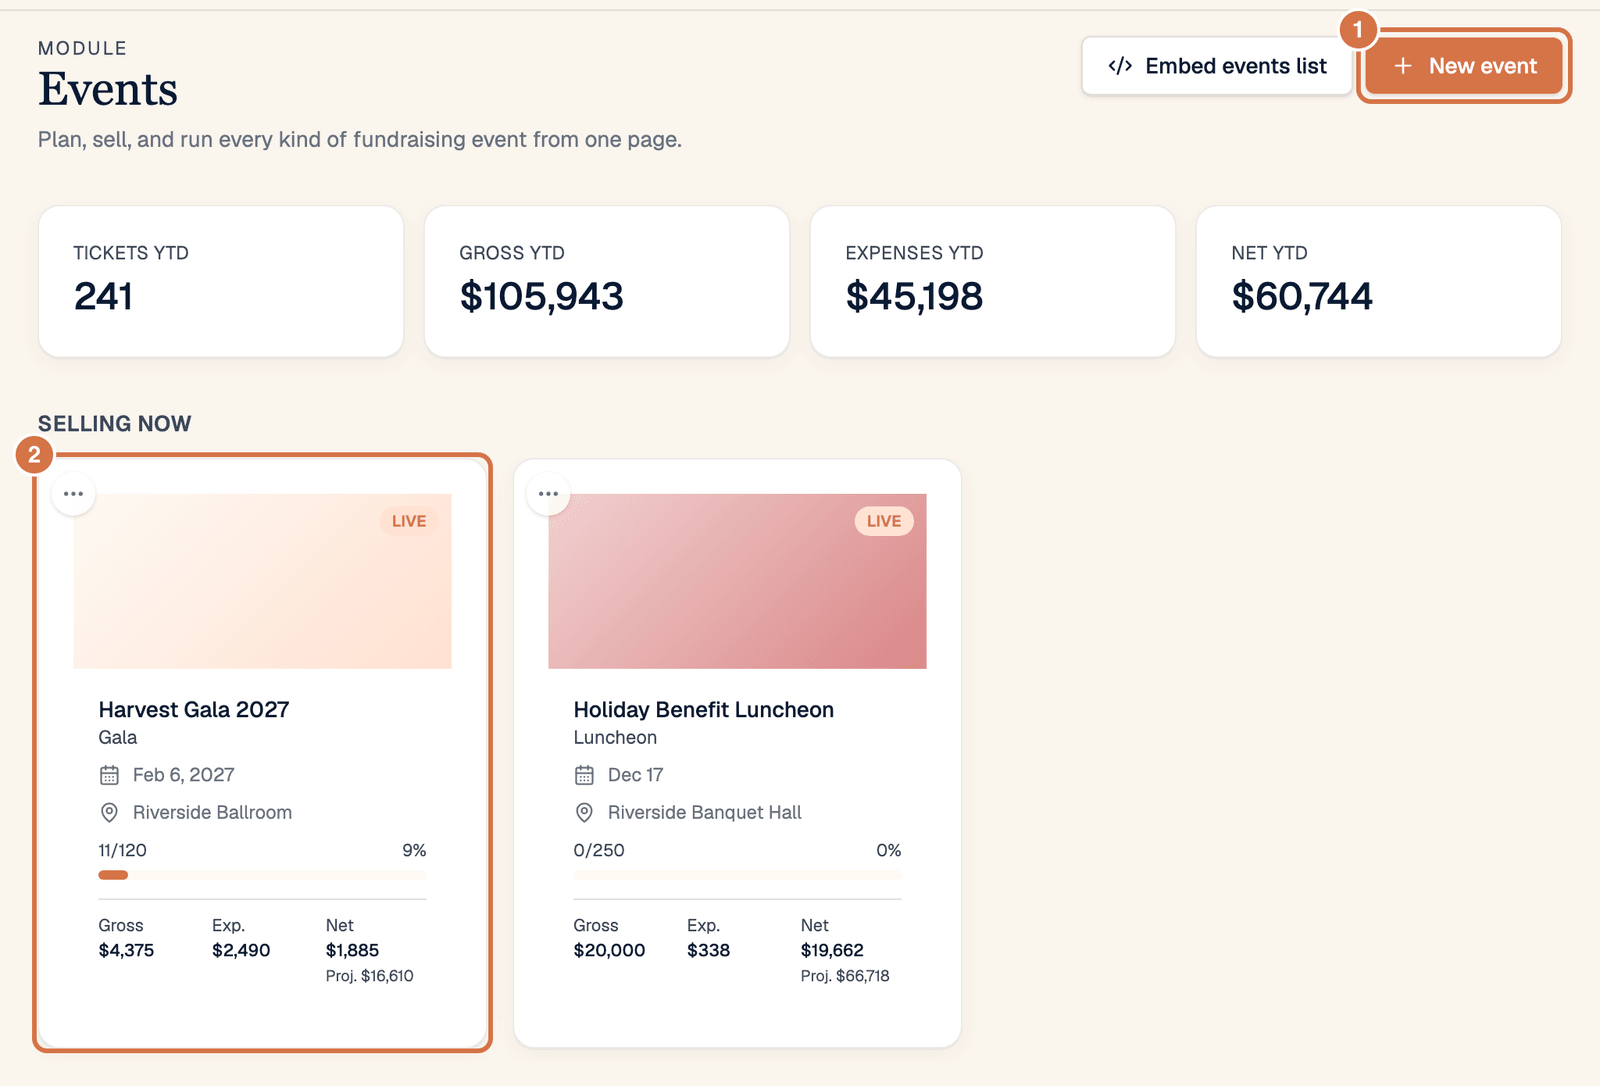 MODULE
Events
Plan, sell, and run every kind of fundraising event from one page.
</> Embed events list
1
+ New event
TICKETS YTD
241
GROSS YTD
$105,943
EXPENSES YTD
$45,198
NET YTD
$60,744
SELLING NOW
2
LIVE
Harvest Gala 2027
Gala
Feb 6, 2027
Riverside Ballroom
11/120 9%
Gross Exp. Net
$4,375 $2,490 $1,885
Proj. $16,610
LIVE
Holiday Benefit Luncheon
Luncheon
Dec 17
Riverside Banquet Hall
0/250 0%
Gross Exp. Net
$20,000 $338 $19,662
Proj. $66,718